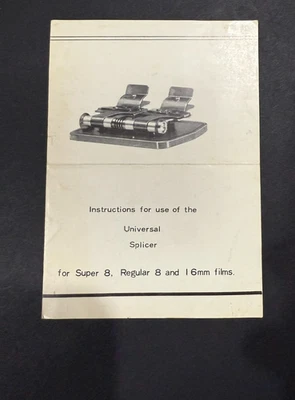 Instructions for use of the
Universal
Splicer
for Super 8, Regular 8 and 16mm films.